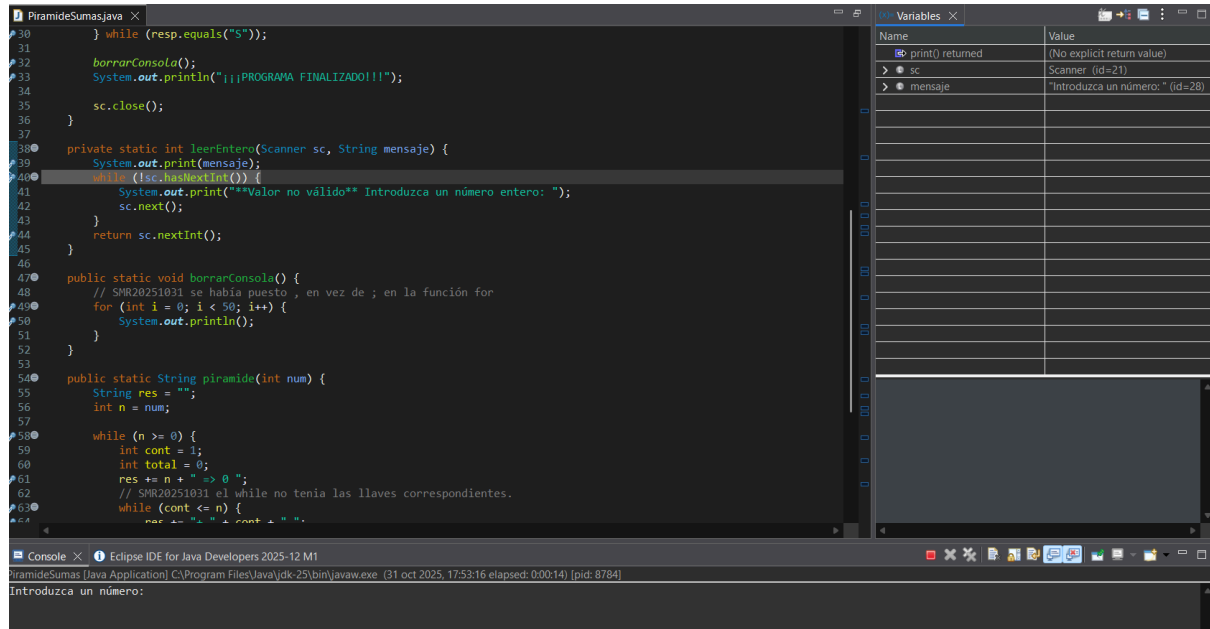 PiramideSumas.java
30 } while (resp.equals("S"));
31
32 borrarConsola();
33 System.out.println("¡¡¡PROGRAMA FINALIZADO!!!");
34
35 sc.close();
36 }
37
38 private static int leerEntero(Scanner sc, String mensaje) {
39 System.out.print(mensaje);
40 while (!sc.hasNextInt()) {
41 System.out.print("**Valor no válido** Introduzca un número entero: ");
42 sc.next();
43 }
44 return sc.nextInt();
45 }
46
47 public static void borrarConsola() {
48 // SMR20251031 se había puesto , en vez de ; en la función for
49 for (int i = 0; i < 50; i++) {
50 System.out.println();
51 }
52 }
53
54 public static String piramide(int num) {
55 String res = "";
56 int n = num;
57
58 while (n >= 0) {
59 int cont = 1;
60 int total = 0;
61 res += n + " => 0 ";
62 // SMR20251031 el while no tenia las llaves correspondientes.
63 while (cont <= n) {
64 res += "+ " + cont + " ";
Variables
Name Value
print() returned (No explicit return value)
sc Scanner (id=21)
mensaje "Introduzca un número: " (id=28)
Console Eclipse IDE for Java Developers 2025-12 M1
PiramideSumas [Java Application] C:\Program Files\Java\jdk-25\bin\javaw.exe (31 oct 2025, 17:53:16 elapsed: 0:00:14) [pid: 8784]
Introduzca un número: